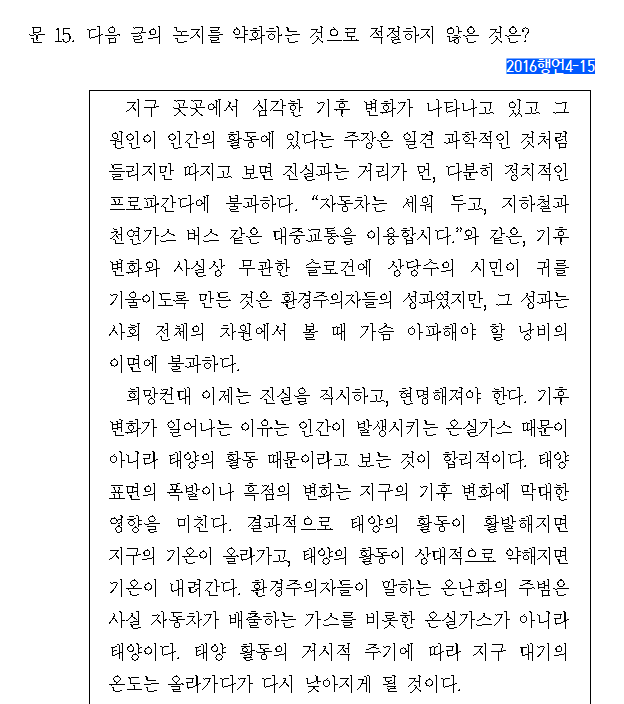 문 15. 다음 글의 논지를 약화하는 것으로 적절하지 않은 것은?
2016행언4-15
지구 곳곳에서 심각한 기후 변화가 나타나고 있고 그
원인이 인간의 활동에 있다는 주장은 일견 과학적인 것처럼
들리지만 따지고 보면 진실과는 거리가 먼, 다분히 정치적인
프로파간다에 불과하다. “자동차는 세워 두고, 지하철과
천연가스 버스 같은 대중교통을 이용합시다.”와 같은, 기후
변화와 사실상 무관한 슬로건에 상당수의 시민이 귀를
기울이도록 만든 것은 환경주의자들의 성과였지만, 그 성과는
사회 전체의 차원에서 볼 때 가슴 아파해야 할 낭비의
이면에 불과하다.
희망컨대 이제는 진실을 직시하고, 현명해져야 한다. 기후
변화가 일어나는 이유는 인간이 발생시키는 온실가스 때문이
아니라 태양의 활동 때문이라고 보는 것이 합리적이다. 태양
표면의 폭발이나 흑점의 변화는 지구의 기후 변화에 막대한
영향을 미친다. 결과적으로 태양의 활동이 활발해지면
지구의 기온이 올라가고, 태양의 활동이 상대적으로 약해지면
기온이 내려간다. 환경주의자들이 말하는 온난화의 주범은
사실 자동차가 배출하는 가스를 비롯한 온실가스가 아니라
태양이다. 태양 활동의 거시적 주기에 따라 지구 대기의
온도는 올라가다가 다시 낮아지게 될 것이다.